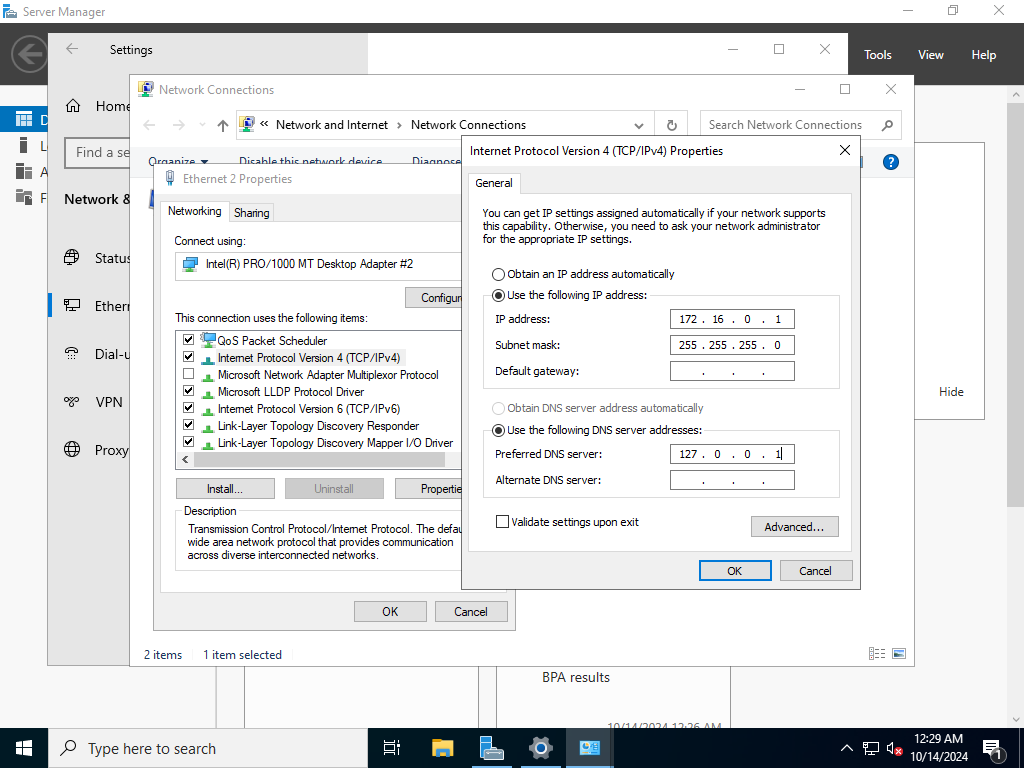 Server Manager
Settings
Tools
View
Help
Network Connections
Home
Network and Internet
Network Connections
Search Network Connections
Find a se
Organize
Disable this network device
Diagnose
Internet Protocol Version 4 (TCP/IPv4) Properties
Ethernet 2 Properties
General
Network &
Networking
Sharing
You can get IP settings assigned automatically if your network supports
this capability. Otherwise, you need to ask your network administrator
for the appropriate IP settings.
Connect using:
Status
Intel(R) PRO/1000 MT Desktop Adapter #2
Obtain an IP address automatically
Use the following IP address:
Configur
Ethern
IP address:
172 . 16 . 0 . 1
This connection uses the following items:
QoS Packet Scheduler
Subnet mask:
255 . 255 . 255 . 0
Dial-u
Internet Protocol Version 4 (TCP/IPv4)
Default gateway:
. . .
Microsoft Network Adapter Multiplexor Protocol
Microsoft LLDP Protocol Driver
Hide
VPN
Internet Protocol Version 6 (TCP/IPv6)
Obtain DNS server address automatically
Link-Layer Topology Discovery Responder
Use the following DNS server addresses:
Link-Layer Topology Discovery Mapper I/O Driver
Proxy
Preferred DNS server:
127 . 0 . 0 . 1
Alternate DNS server:
. . .
Install...
Uninstall
Propertie
Description
Validate settings upon exit
Advanced...
Transmission Control Protocol/Internet Protocol. The defau
wide area network protocol that provides communication
across diverse interconnected networks.
OK
Cancel
OK
Cancel
2 items
1 item selected
BPA results
10/14/2024 12:26 AM
Type here to search
12:29 AM
10/14/2024
1